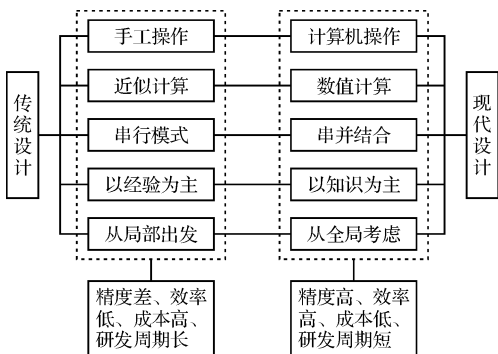 传统设计
手工操作
近似计算
串行模式
以经验为主
从局部出发
精度差、效率
低、成本高、
研发周期长
计算机操作
数值计算
串并结合
以知识为主
从全局考虑
精度高、效率
高、成本低、
研发周期短
现代设计